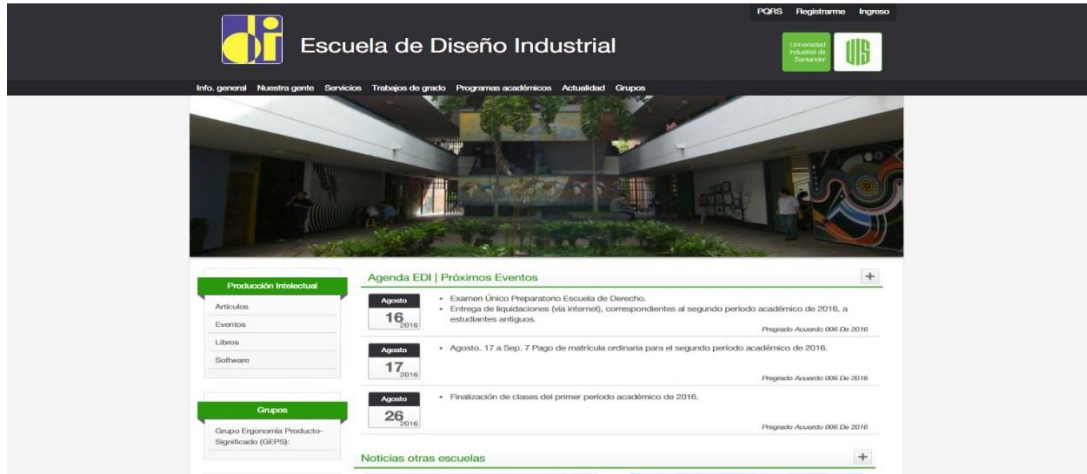 PQRS Registrarme Ingreso
di
Escuela de Diseño Industrial
Universidad
Industrial de
Santander
UIS
Info. general Nuestra gente Servicios Trabajos de grado Programas académicos Actualidad Grupos
Producción Intelectual
Artículos
Eventos
Libros
Software
Grupos
Grupo Ergonomía Producto-
Significado (GEPS):
Agenda EDI | Próximos Eventos
+
Agosto
16
2016
• Examen Único Preparatorio Escuela de Derecho.
• Entrega de liquidaciones (vía internet), correspondientes al segundo período académico de 2016, a
estudiantes antiguos.
Pregrado Acuerdo 006 De 2016
Agosto
17
2016
• Agosto. 17 a Sep. 7 Pago de matrícula ordinaria para el segundo período académico de 2016.
Pregrado Acuerdo 006 De 2016
Agosto
26
2016
• Finalización de clases del primer período académico de 2016.
Pregrado Acuerdo 006 De 2016
Noticias otras escuelas
+